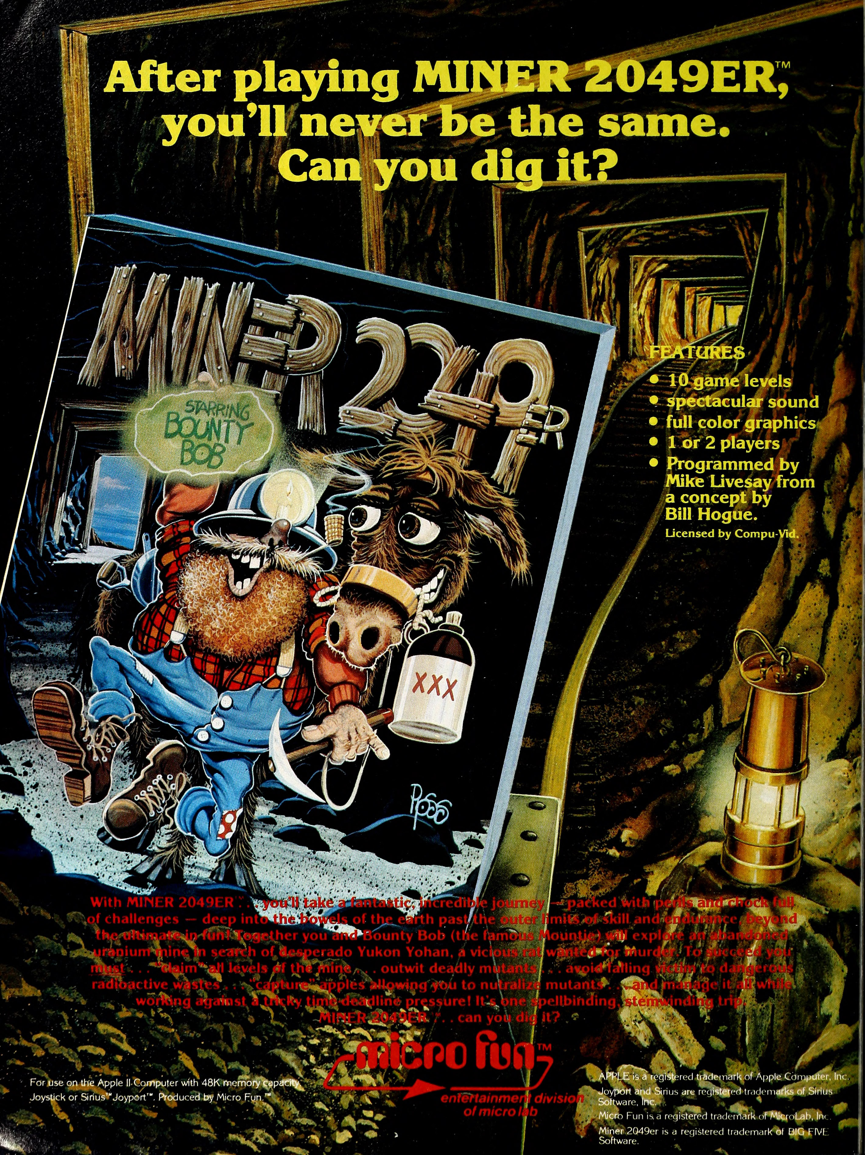 After playing MINER 2049ER,™
you'll never be the same.
Can you dig it?
MINER 2049ER
STARRING
BOUNTY
BOB
XXX
ROSS
FEATURES
• 10 game levels
• spectacular sound
• full color graphics
• 1 or 2 players
• Programmed by
Mike Livesay from
a concept by
Bill Hogue.
Licensed by Compu-Vid.
With MINER 2049ER™ . . . you'll take a fantastic, incredible journey — packed with perils and chock full
of challenges — deep into the bowels of the earth past the outer limits of skill and endurance, beyond
the ultimate in fun! Together you and Bounty Bob (the famous Mountie) will explore an abandoned
uranium mine in search of Desperado Yukon Yohan, a vicious rat wanted for murder. To succeed you
must . . . "claim" all levels of the mine . . . outwit deadly mutants . . . avoid falling victim to dangerous
radioactive wastes . . . "capture" apples allowing you to nutralize mutants . . . and manage it all while
working against a tricky time-deadline pressure! It's one spellbinding, stemwinding trip.
MINER 2049ER™ . . . can you dig it?
micro fun™
entertainment division
of micro lab
For use on the Apple II Computer with 48K memory capacity.
Joystick or Sirius™ Joyport™. Produced by Micro Fun.™
APPLE is a registered trademark of Apple Computer, Inc.
Joyport and Sirius are registered trademarks of Sirius
Software, Inc.
Micro Fun is a registered trademark of MicroLab, Inc.
Miner 2049er is a registered trademark of BIG FIVE
Software.